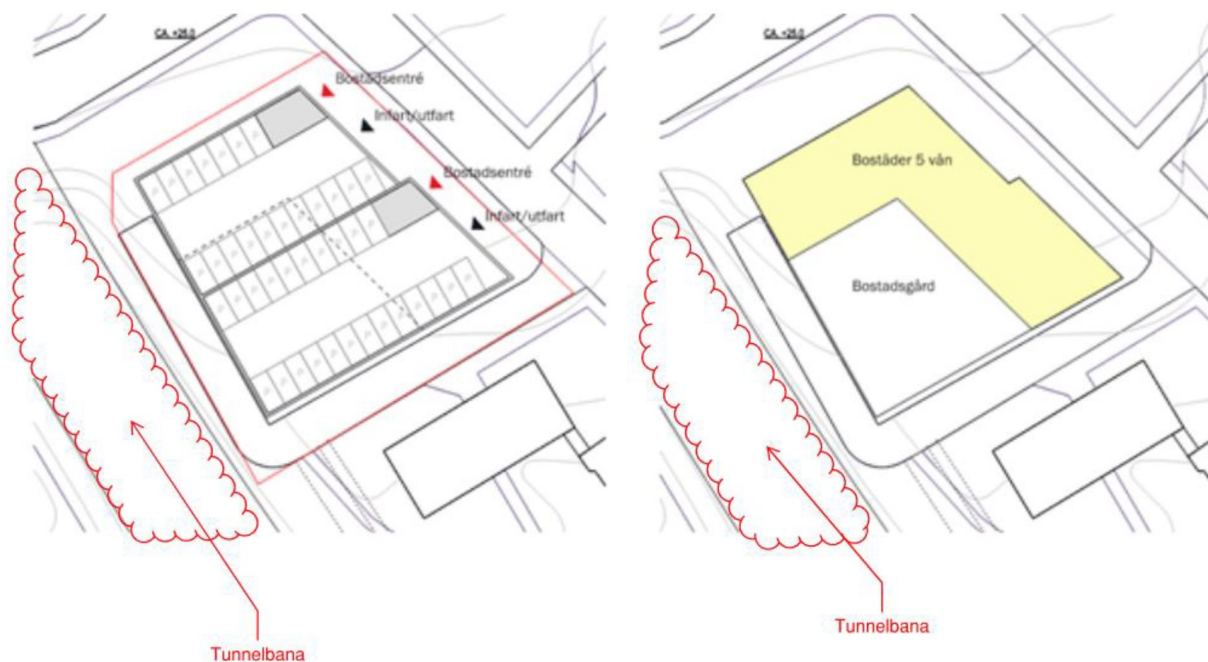 CA. +25.0
Bostadsentré
Infart/utfart
Bostadsentré
Infart/utfart
Tunnelbana
CA. +25.0
Bostäder 5 vån
Bostadsgård
Tunnelbana